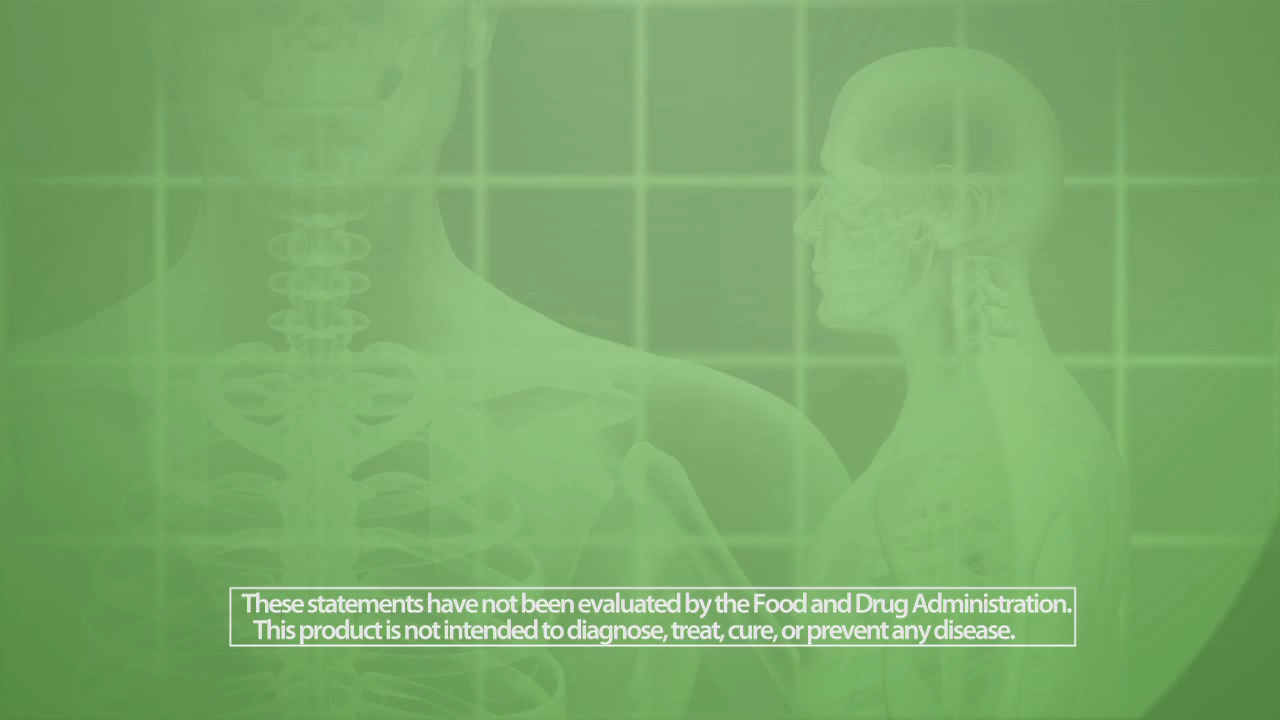 These statements have not been evaluated by the Food and Drug Administration.
This product is not intended to diagnose, treat, cure, or prevent any disease.